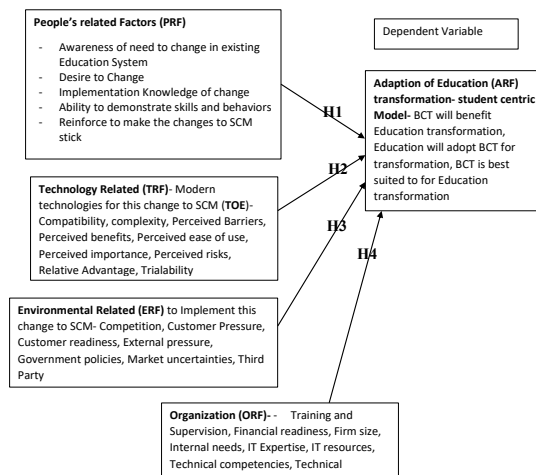 People's related Factors (PRF)
- Awareness of need to change in existing
Education System
- Desire to Change
- Implementation Knowledge of change
- Ability to demonstrate skills and behaviors
- Reinforce to make the changes to SCM
stick
Dependent Variable
Adaption of Education (ARF)
transformation- student centric
Model- BCT will benefit
Education transformation,
Education will adopt BCT for
transformation, BCT is best
suited to for Education
transformation
H1
H2
H3
H4
Technology Related (TRF)- Modern
technologies for this change to SCM (TOE)-
Compatibility, complexity, Perceived Barriers,
Perceived benefits, Perceived ease of use,
Perceived importance, Perceived risks,
Relative Advantage, Trialability
Environmental Related (ERF) to Implement this
change to SCM- Competition, Customer Pressure,
Customer readiness, External pressure,
Government policies, Market uncertainties, Third
Party
Organization (ORF)- - Training and
Supervision, Financial readiness, Firm size,
Internal needs, IT Expertise, IT resources,
Technical competencies, Technical